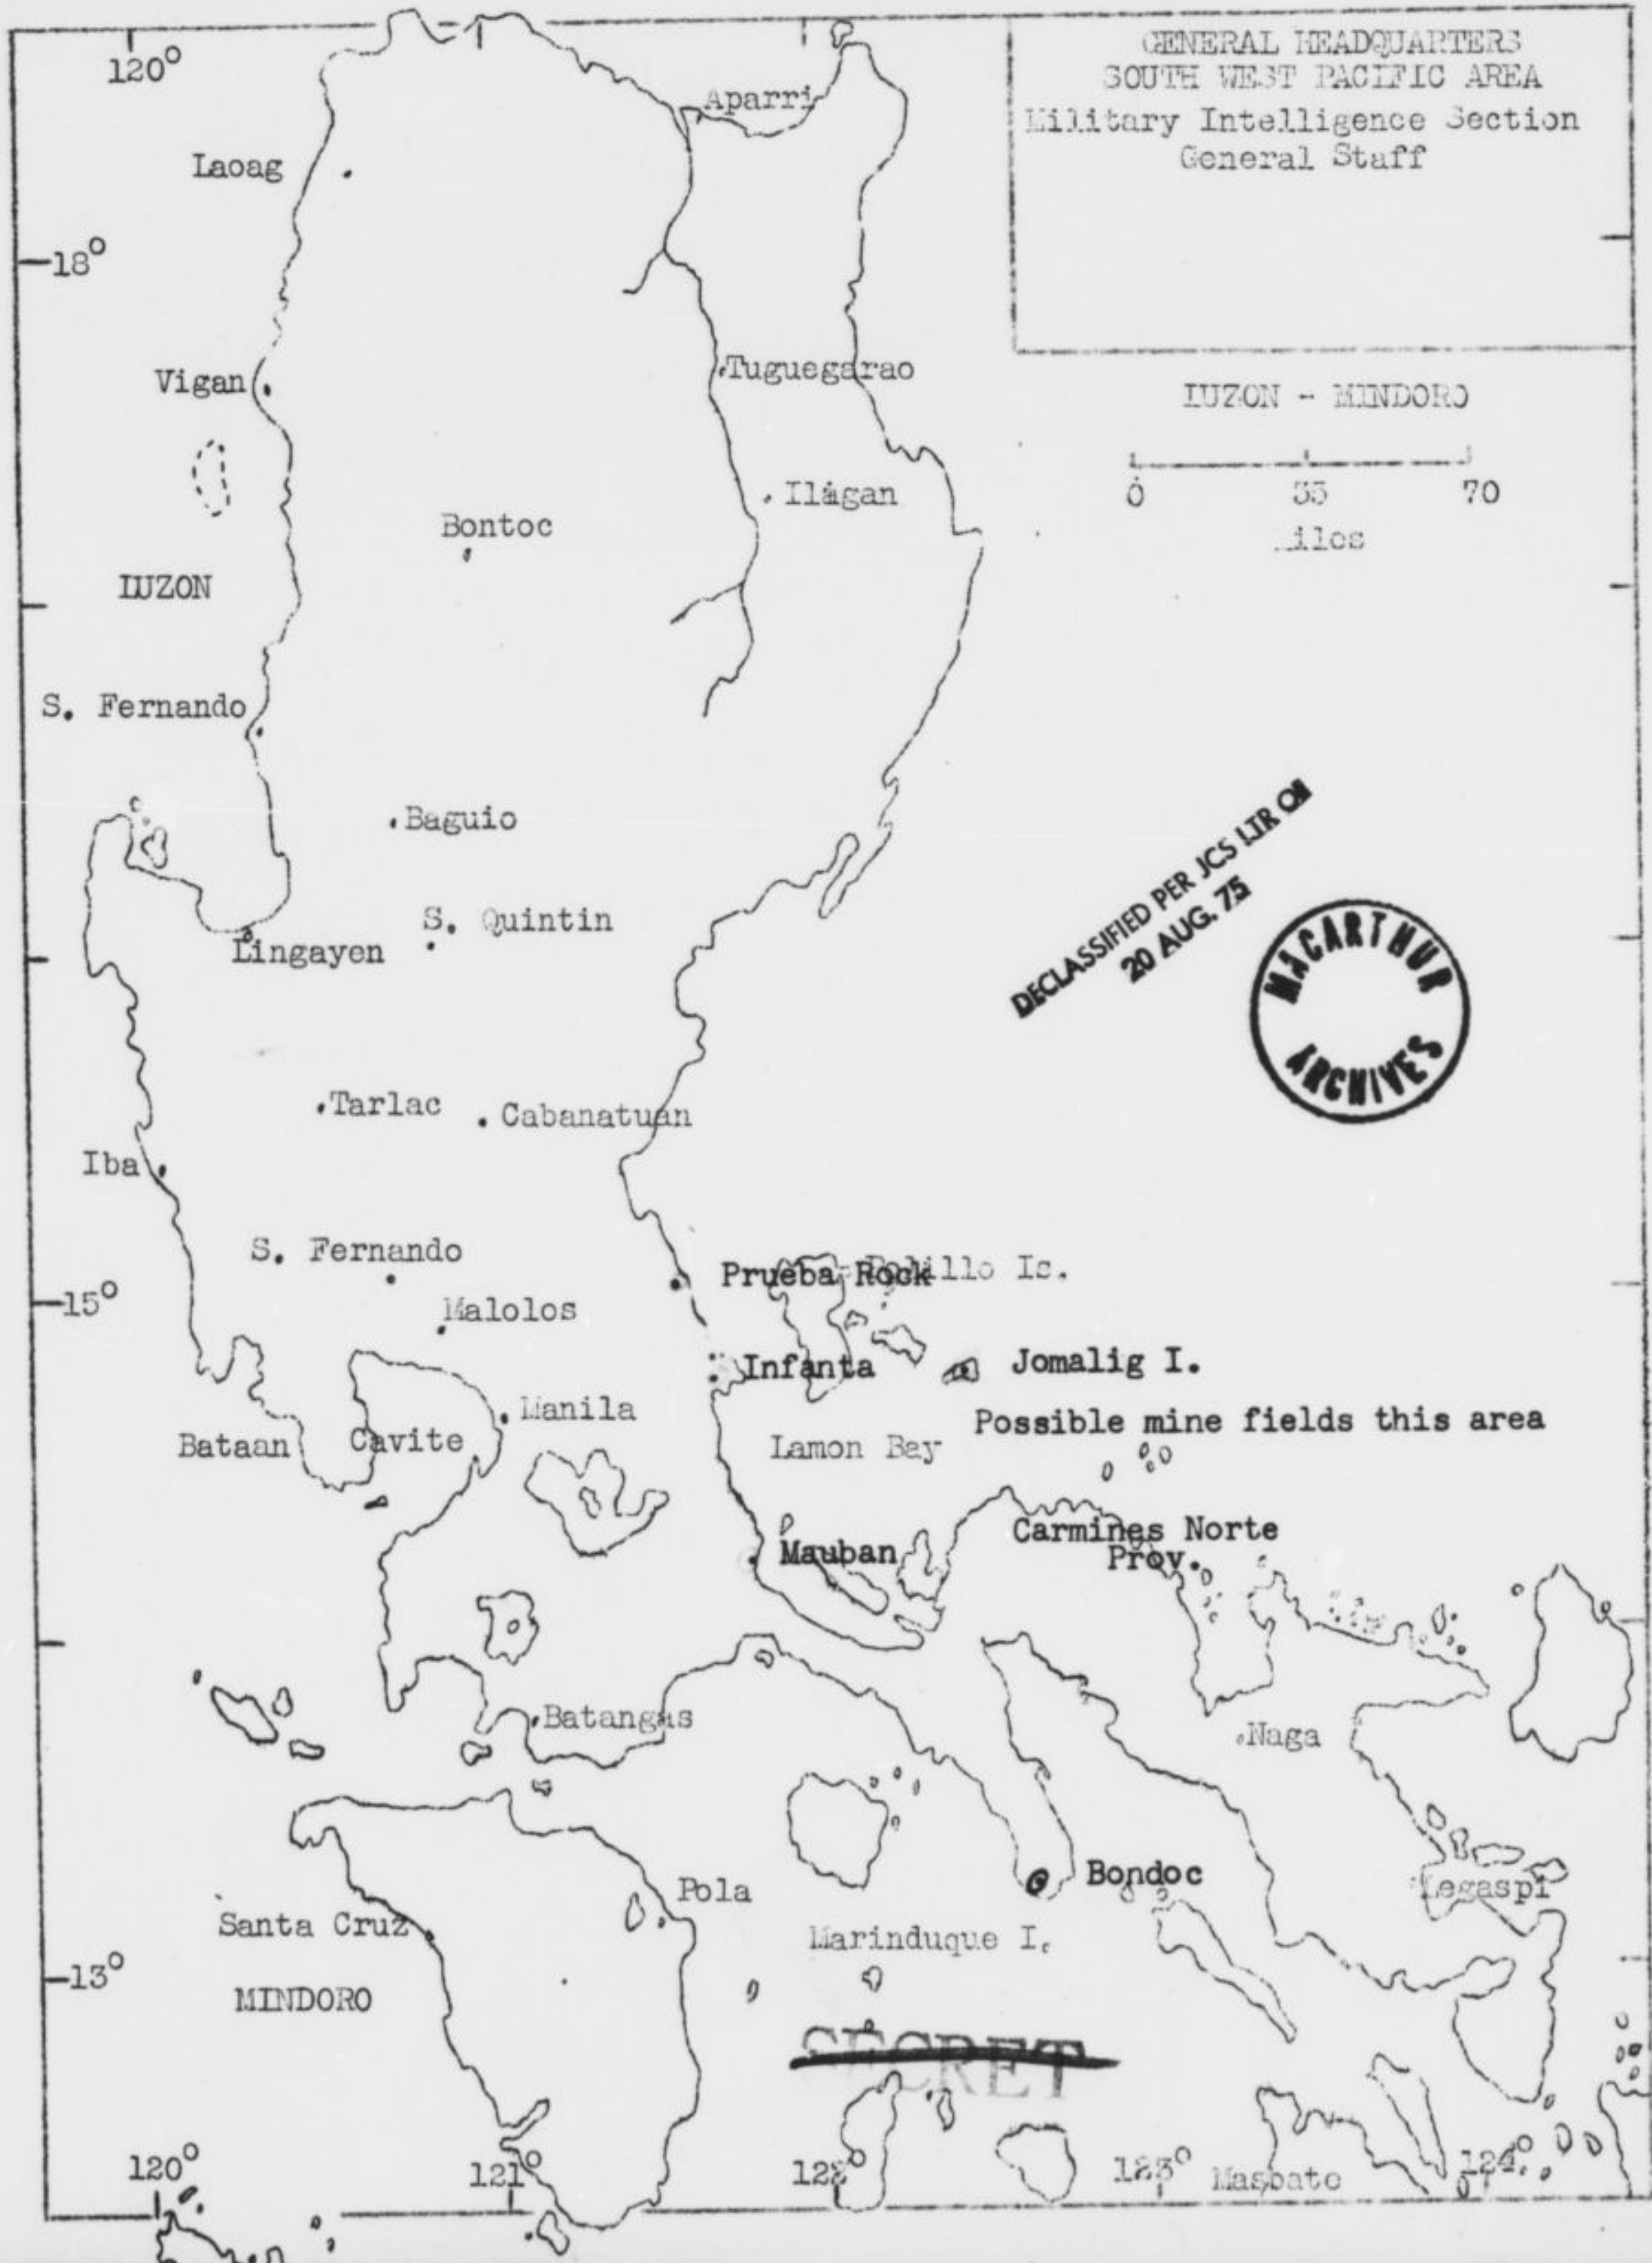 GENERAL HEADQUARTERS
SOUTH WEST PACIFIC AREA
Military Intelligence Section
General Staff
120°
Aparri
Laoag
18°
Vigan
Tuguegarao
LUZON - MINDORO
0 35 70
Miles
Ilagan
Bontoc
LUZON
S. Fernando
Baguio
DECLASSIFIED PER JCS LTR OF
20 AUG. 75
MACARTHUR
ARCHIVES
S. Quintin
Lingayen
Tarlac
Cabanatuan
Iba
S. Fernando
Prueba Rock
Polillo Is.
15°
Malolos
Infanta
Jomalig I.
Manila
Possible mine fields this area
Bataan
Cavite
Lamon Bay
Carmines Norte
Prov.
Mauban
Batangas
Naga
Bondoc
Pola
Legaspi
Santa Cruz
Marinduque I.
13°
MINDORO
SECRET
120°
121°
122°
123°
Masbate
124°